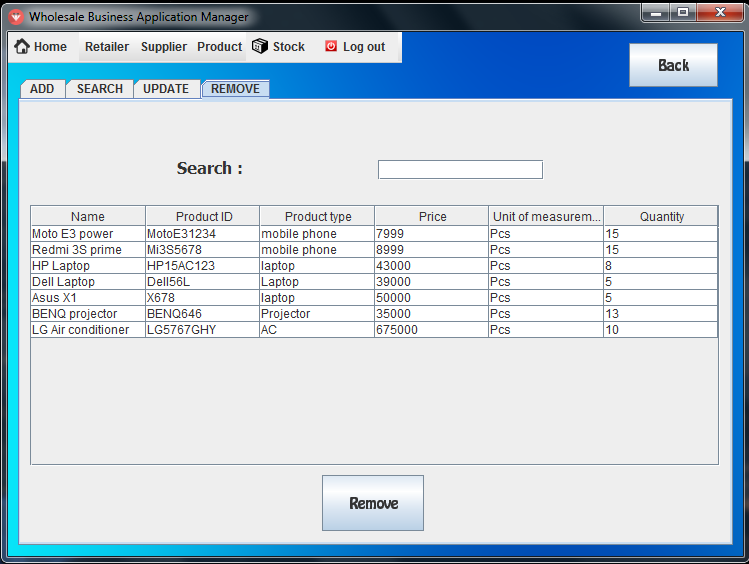 Wholesale Business Application Manager
Home Retailer Supplier Product Stock Log out
Back
ADD SEARCH UPDATE REMOVE
Search :
Name Product ID Product type Price Unit of measurem... Quantity
Moto E3 power MotoE31234 mobile phone 7999 Pcs 15
Redmi 3S prime Mi3S5678 mobile phone 8999 Pcs 15
HP Laptop HP15AC123 laptop 43000 Pcs 8
Dell Laptop Dell56L Laptop 39000 Pcs 5
Asus X1 X678 laptop 50000 Pcs 5
BENQ projector BENQ646 Projector 35000 Pcs 13
LG Air conditioner LG5767GHY AC 675000 Pcs 10
Remove